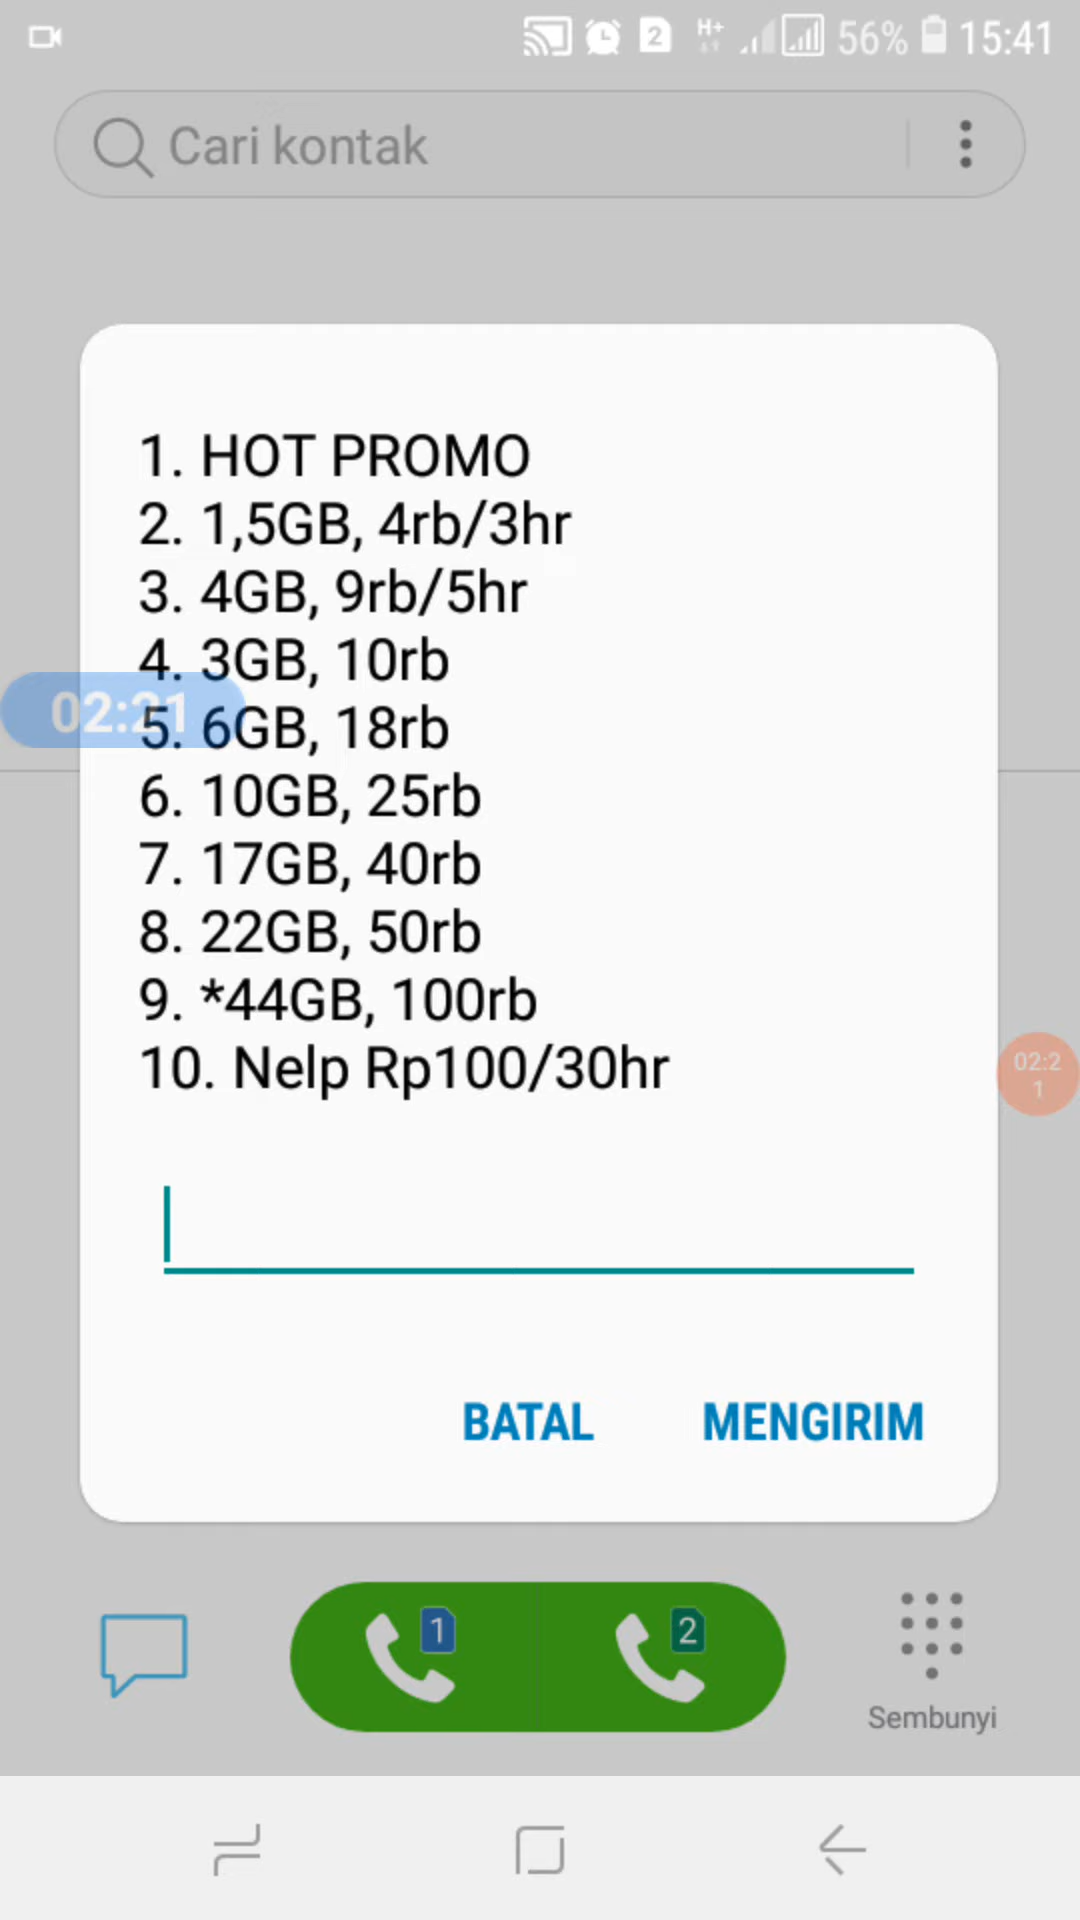 2 H+ 56% 15:41
Cari kontak
1. HOT PROMO
2. 1,5GB, 4rb/3hr
3. 4GB, 9rb/5hr
4. 3GB, 10rb
02:21
5. 6GB, 18rb
6. 10GB, 25rb
7. 17GB, 40rb
8. 22GB, 50rb
9. *44GB, 100rb
10. Nelp Rp100/30hr
02:2
1
BATAL MENGIRIM
1 2
Sembunyi